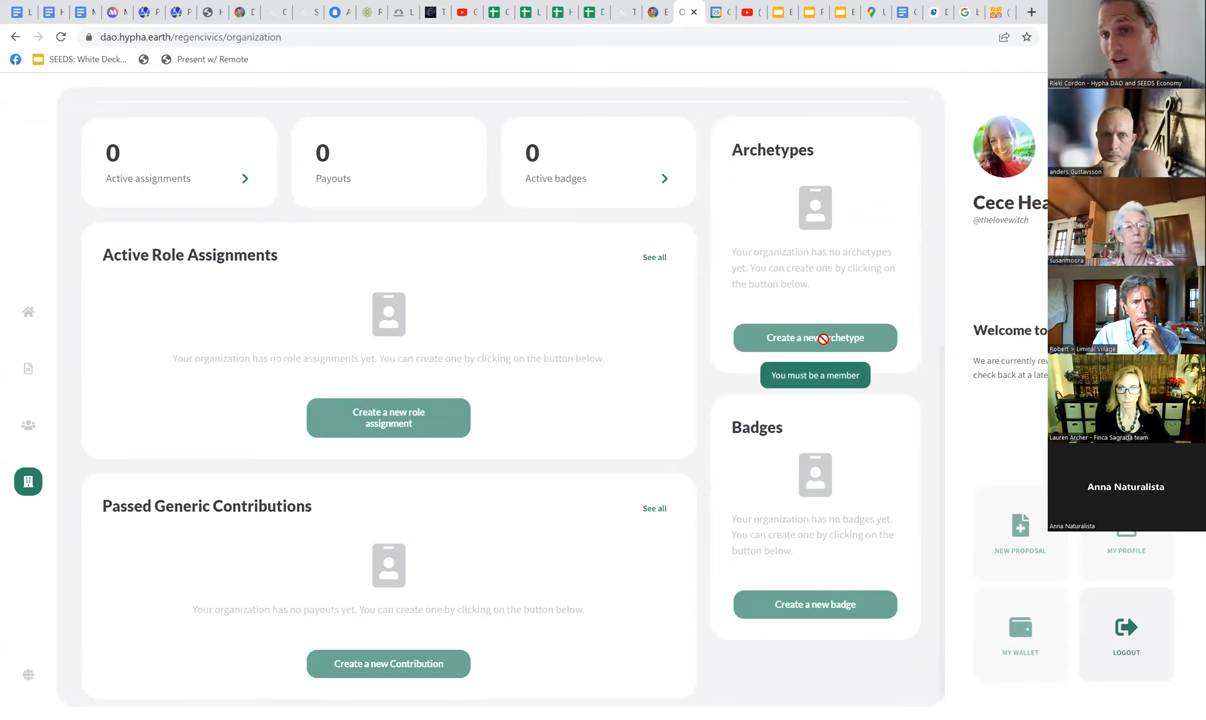 dao.hypha.earth/regencivics/organization
SEEDS: White Deck...
Present w/ Remote
0
Active assignments
0
Payouts
0
Active badges
Active Role Assignments
See all
Your organization has no role assignments yet. You can create one by clicking on the button below.
Create a new role
assignment
Passed Generic Contributions
See all
Your organization has no payouts yet. You can create one by clicking on the button below.
Create a new Contribution
Archetypes
Your organization has no archetypes
yet. You can create one by clicking on
the button below.
Create a new archetype
You must be a member
Badges
Your organization has no badges yet.
You can create one by clicking on the
button below.
Create a new badge
Cece Hea
@thelovewitch
Welcome to
We are currently re
check back at a late
NEW PROPOSAL
MY PROFILE
MY WALLET
LOGOUT
Rieki Cordon - Hypha DAO and SEEDS Economy
anders Gustavsson
Susanmoora
Robert > Liminal Village
Lauren Archer - Finca Sagrada team
Anna Naturalista
Anna Naturalista